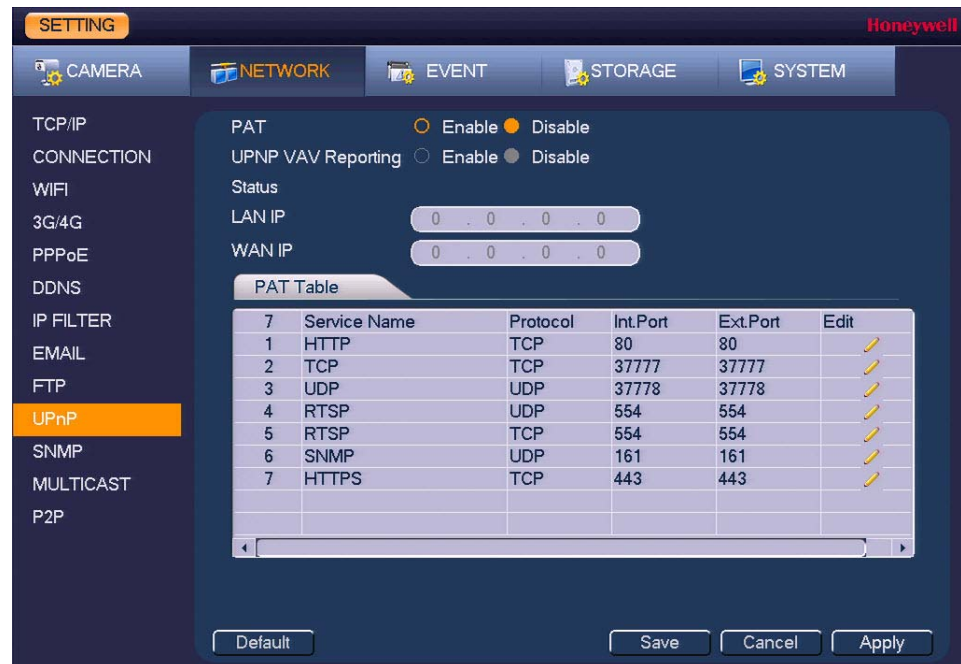 SETTING
Honeywell
CAMERA NETWORK EVENT STORAGE SYSTEM
TCP/IP
CONNECTION
WIFI
3G/4G
PPPoE
DDNS
IP FILTER
EMAIL
FTP
UPnP
SNMP
MULTICAST
P2P
PAT Enable Disable
UPNP VAV Reporting Enable Disable
Status
LAN IP 0 . 0 . 0 . 0
WAN IP 0 . 0 . 0 . 0
PAT Table
7 Service Name Protocol Int.Port Ext.Port Edit
1 HTTP TCP 80 80
2 TCP TCP 37777 37777
3 UDP UDP 37778 37778
4 RTSP UDP 554 554
5 RTSP TCP 554 554
6 SNMP UDP 161 161
7 HTTPS TCP 443 443
Default Save Cancel Apply